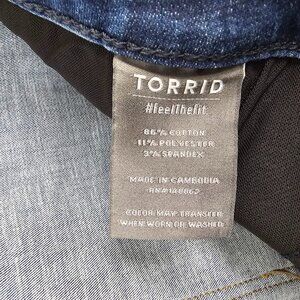 TORRID
#feelThefit
86% COTTON
11% POLYESTER
3% SPANDEX
MADE IN CAMBODIA
COLOR MAY TRANSFER
WHEN WORN OR WASHED